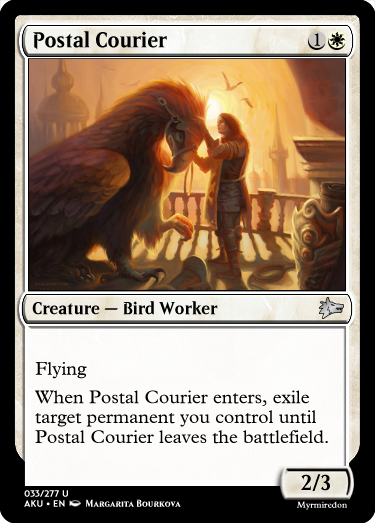 Postal Courier 1
Creature — Bird Worker
Flying
When Postal Courier enters, exile
target permanent you control until
Postal Courier leaves the battlefield.
2/3
033/277 U
AKU • EN Margarita Bourkova
Myrmiredon